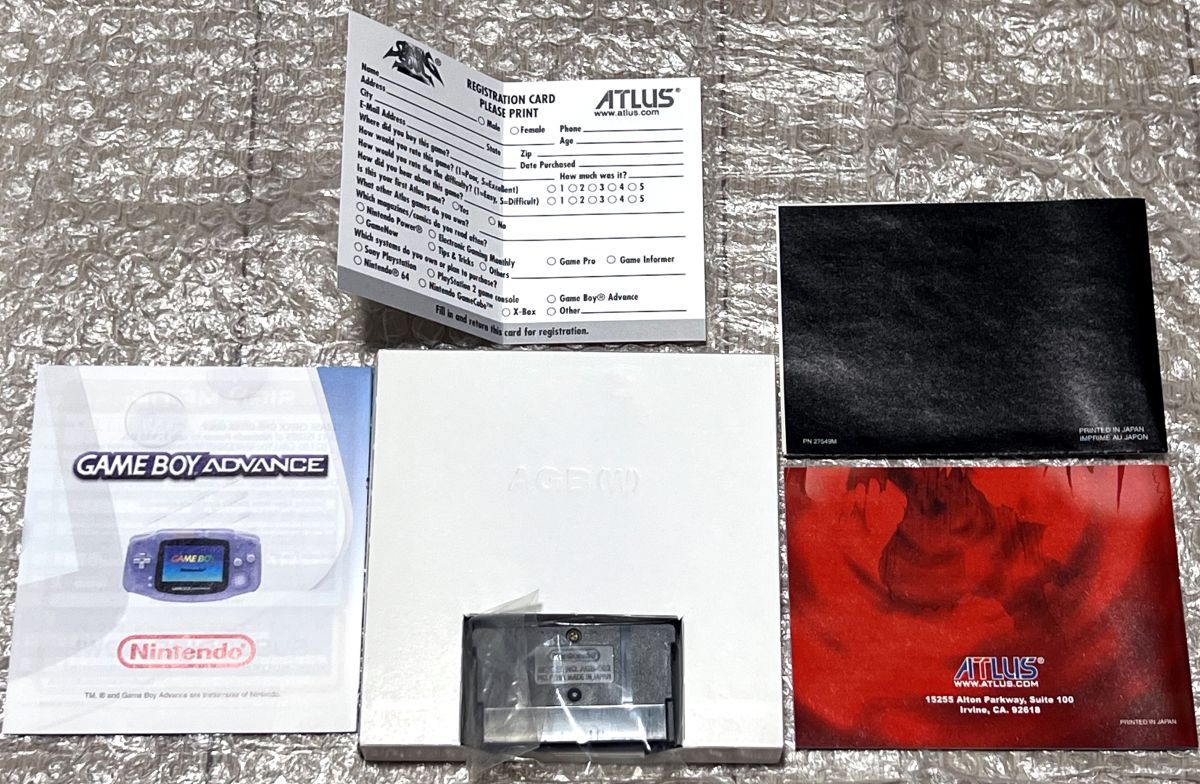 REGISTRATION CARD
PLEASE PRINT
ATLUS®
www.atlus.com
Name
Male Female Phone
Address
Age
City
State Zip
E-Mail Address
Date Purchased
Where did you buy this game?
How much was it?
How would you rate this game? (1=Poor, 5=Excellent) 1 2 3 4 5
How would you rate the difficulty? (1=Easy, 5=Difficult) 1 2 3 4 5
How did you hear about this game?
Is this your first Atlus game? Yes No
What other Atlus games do you own?
Which magazines/comics do you read often?
Nintendo Power® Electronic Gaming Monthly Game Pro Game Informer
GameNow Tips & Tricks Others
Which systems do you own or plan to purchase?
Sony Playstation PlayStation 2 game console Game Boy® Advance
Nintendo® 64 Nintendo GameCube™ X-Box Other
Fill in and return this card for registration.
PN 27549M
PRINTED IN JAPAN
IMPRIME AU JAPON
GAME BOY ADVANCE
GAME BOY
Nintendo
Nintendo®
TM, ® and Game Boy Advance are trademarks of Nintendo.
AGB(W)
Nintendo
MADE IN JAPAN
ATLUS®
WWW.ATLUS.COM
15255 Alton Parkway, Suite 100
Irvine, CA. 92618
PRINTED IN JAPAN